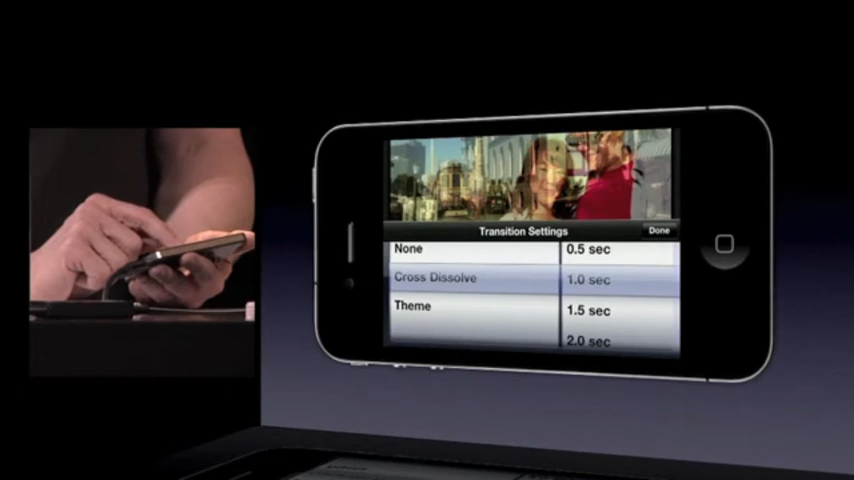 Transition Settings
Done
None
0.5 sec
Cross Dissolve
1.0 sec
Theme
1.5 sec
2.0 sec